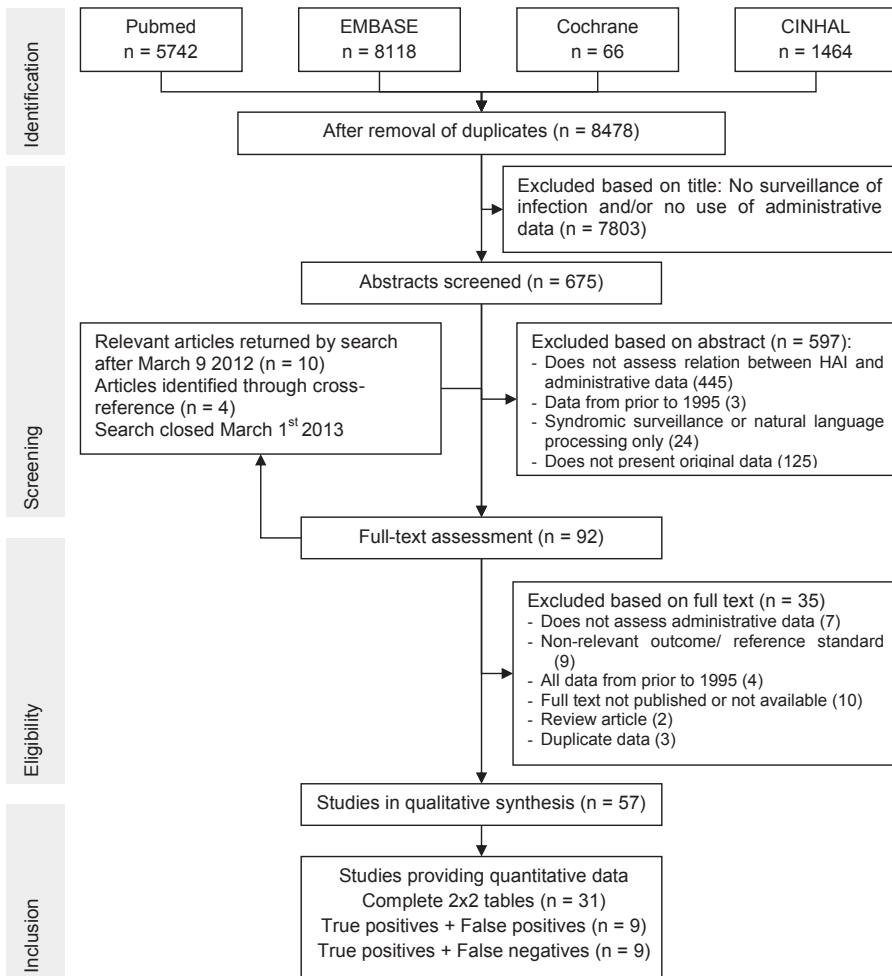 Identification
Pubmed
n = 5742
EMBASE
n = 8118
Cochrane
n = 66
CINHAL
n = 1464
After removal of duplicates (n = 8478)
Screening
Excluded based on title: No surveillance of
infection and/or no use of administrative
data (n = 7803)
Abstracts screened (n = 675)
Relevant articles returned by search
after March 9 2012 (n = 10)
Articles identified through cross-
reference (n = 4)
Search closed March 1st 2013
Excluded based on abstract (n = 597):
- Does not assess relation between HAI and
administrative data (445)
- Data from prior to 1995 (3)
- Syndromic surveillance or natural language
processing only (24)
- Does not present original data (125)
Full-text assessment (n = 92)
Eligibility
Excluded based on full text (n = 35)
- Does not assess administrative data (7)
- Non-relevant outcome/ reference standard
(9)
- All data from prior to 1995 (4)
- Full text not published or not available (10)
- Review article (2)
- Duplicate data (3)
Studies in qualitative synthesis (n = 57)
Inclusion
Studies providing quantitative data
Complete 2x2 tables (n = 31)
True positives + False positives (n = 9)
True positives + False negatives (n = 9)